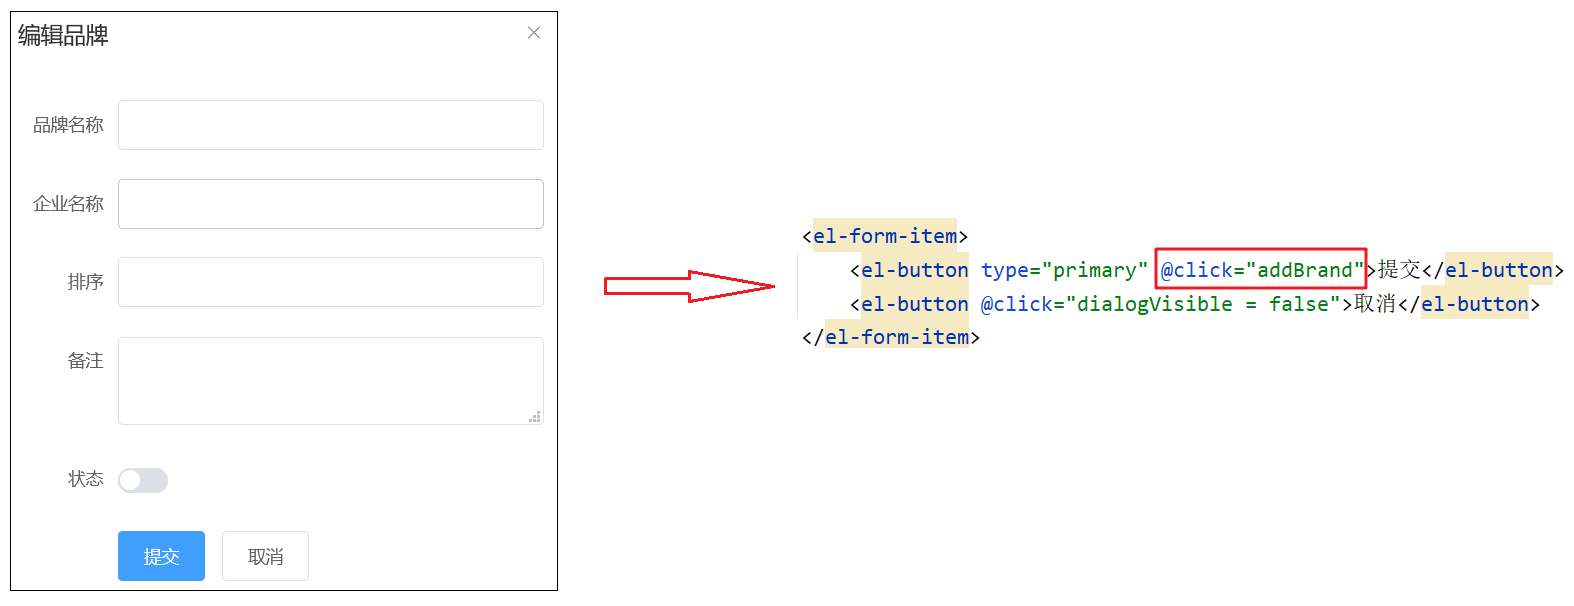 编辑品牌
品牌名称
企业名称
排序
备注
状态
提交 取消
<el-form-item>
<el-button type="primary" @click="addBrand">提交</el-button>
<el-button @click="dialogVisible = false">取消</el-button>
</el-form-item>